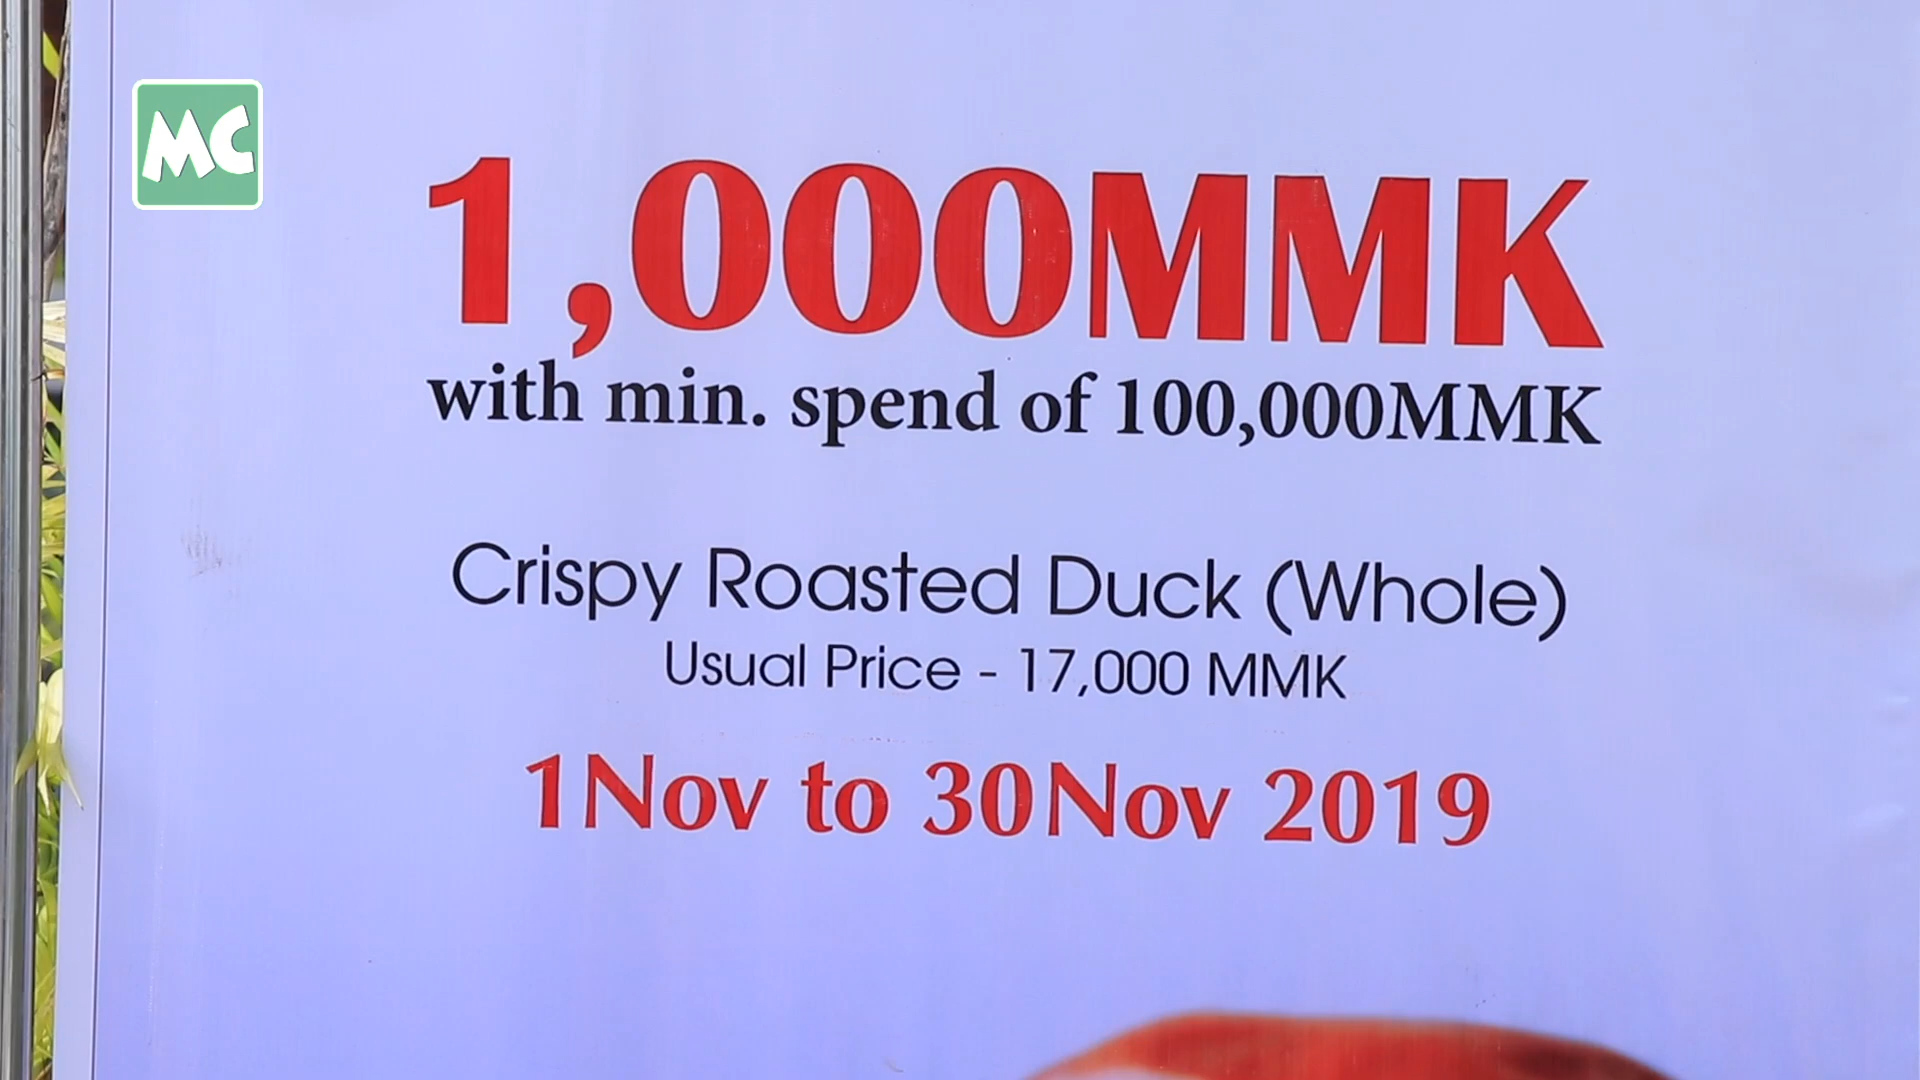 MC
1,000MMK
with min. spend of 100,000MMK
Crispy Roasted Duck (Whole)
Usual Price - 17,000 MMK
1Nov to 30Nov 2019